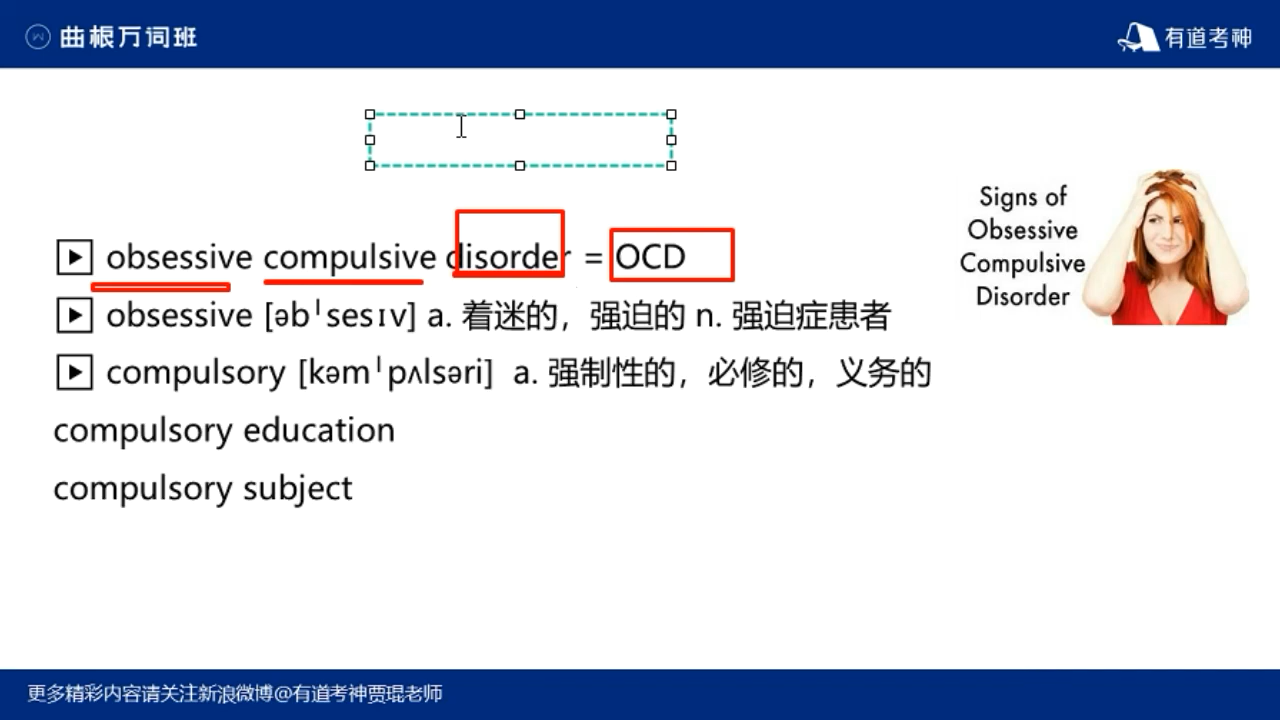 曲根万词班
有道考神
Signs of
Obsessive
Compulsive
Disorder
obsessive compulsive disorder = OCD
obsessive [əbˈsesɪv] a. 着迷的，强迫的 n. 强迫症患者
compulsory [kəmˈpʌlsəri] a. 强制性的，必修的，义务的
compulsory education
compulsory subject
更多精彩内容请关注新浪微博@有道考神贾琨老师